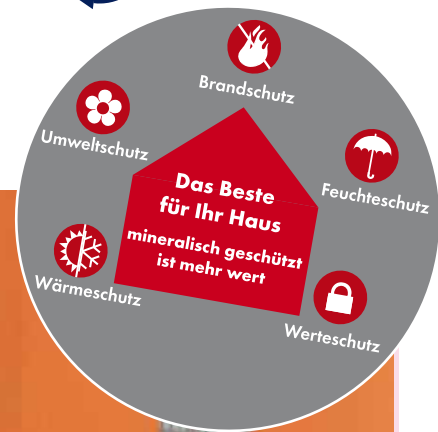 Brandschutz
Umweltschutz
Feuchteschutz
Das Beste
für Ihr Haus
mineralisch geschützt
ist mehr wert
Wärmeschutz
Werteschutz